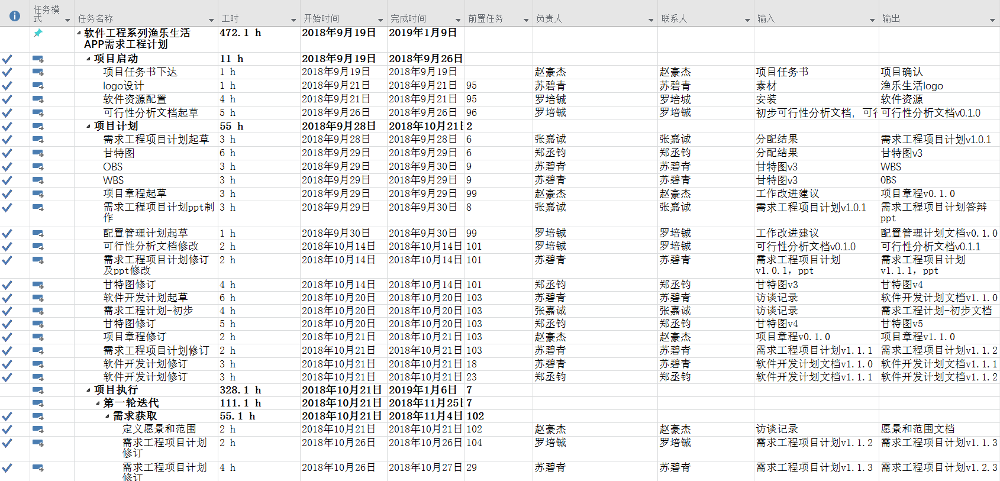 任务模式 任务名称 工时 开始时间 完成时间 前置任务 负责人 联系人 输入 输出
软件工程系列渔乐生活APP需求工程计划 472.1 h 2018年9月19日 2019年1月9日
项目启动 11 h 2018年9月19日 2018年9月26日
项目任务书下达 1 h 2018年9月19日 2018年9月19日 赵豪杰 赵豪杰 项目任务书 项目确认
logo设计 1 h 2018年9月21日 2018年9月21日 95 苏碧青 苏碧青 素材 渔乐生活logo
软件资源配置 4 h 2018年9月21日 2018年9月21日 95 罗培铖 罗培城 安装 软件资源
可行性分析文档起草 5 h 2018年9月26日 2018年9月26日 96 罗培铖 罗培铖 初步可行性分析文档, 可行 可行性分析文档v0.1.0
项目计划 55 h 2018年9月28日 2018年10月21日 2
需求工程项目计划起草 3 h 2018年9月28日 2018年9月28日 6 张嘉诚 张嘉诚 分配结果 需求工程项目计划v1.0.1
甘特图 6 h 2018年9月29日 2018年9月29日 6 郑丞钧 郑丞钧 分配结果 甘特图v3
OBS 3 h 2018年9月29日 2018年9月30日 9 苏碧青 苏碧青 甘特图v3 WBS
WBS 3 h 2018年9月29日 2018年9月29日 9 苏碧青 苏碧青 甘特图v3 OBS
项目章程起草 3 h 2018年9月29日 2018年9月29日 99 赵豪杰 赵豪杰 工作改进建议 项目章程v0.1.0
需求工程项目计划ppt制作 3 h 2018年9月29日 2018年9月30日 8 张嘉诚 张嘉诚 需求工程项目计划v1.0.1 需求工程项目计划答辩ppt
配置管理计划起草 1 h 2018年9月30日 2018年9月30日 99 罗培铖 罗培铖 工作改进建议 配置管理计划文档v0.1.0
可行性分析文档修改 2 h 2018年10月14日 2018年10月14日 101 罗培铖 罗培铖 可行性分析文档v0.1.0 可行性分析文档v0.1.1
需求工程项目计划修订及ppt修改 2 h 2018年10月14日 2018年10月14日 101 苏碧青 苏碧青 需求工程项目计划v1.0.1, ppt 需求工程项目计划v1.1.1, ppt
甘特图修订 4 h 2018年10月14日 2018年10月14日 101 郑丞钧 郑丞钧 甘特图v3 甘特图v4
软件开发计划起草 6 h 2018年10月20日 2018年10月20日 103 苏碧青 苏碧青 访谈记录 软件开发计划文档v1.1.0
需求工程计划-初步 4 h 2018年10月20日 2018年10月20日 103 张嘉诚 张嘉诚 访谈记录 需求工程计划-初步文档
甘特图修订 5 h 2018年10月20日 2018年10月20日 103 郑丞钧 郑丞钧 甘特图v4 甘特图v5
项目章程修订 2 h 2018年10月21日 2018年10月21日 103 赵豪杰 赵豪杰 项目章程v0.1.0 项目章程v1.1.0
需求工程项目计划修订 2 h 2018年10月21日 2018年10月21日 103 苏碧青 苏碧青 需求工程项目计划v1.1.1 需求工程项目计划v1.1.2
软件开发计划修订 3 h 2018年10月21日 2018年10月21日 18 苏碧青 苏碧青 软件开发计划文档v1.1.0 软件开发计划文档v1.1.1
软件开发计划修订 3 h 2018年10月21日 2018年10月21日 23 郑丞钧 郑丞钧 软件开发计划文档v1.1.1 软件开发计划文档v1.1.2
项目执行 328.1 h 2018年10月21日 2019年1月6日 7
第一轮迭代 111.1 h 2018年10月21日 2018年11月25日 7
需求获取 55.1 h 2018年10月21日 2018年11月4日 102
定义愿景和范围 2 h 2018年10月21日 2018年10月21日 102 赵豪杰 赵豪杰 访谈记录 愿景和范围文档
需求工程项目计划修订 2 h 2018年10月26日 2018年10月26日 104 罗培铖 罗培铖 需求工程项目计划v1.1.2 需求工程项目计划v1.1.3
需求工程项目计划修订 4 h 2018年10月26日 2018年10月27日 29 苏碧青 苏碧青 需求工程项目计划v1.1.3 需求工程项目计划v1.2.3